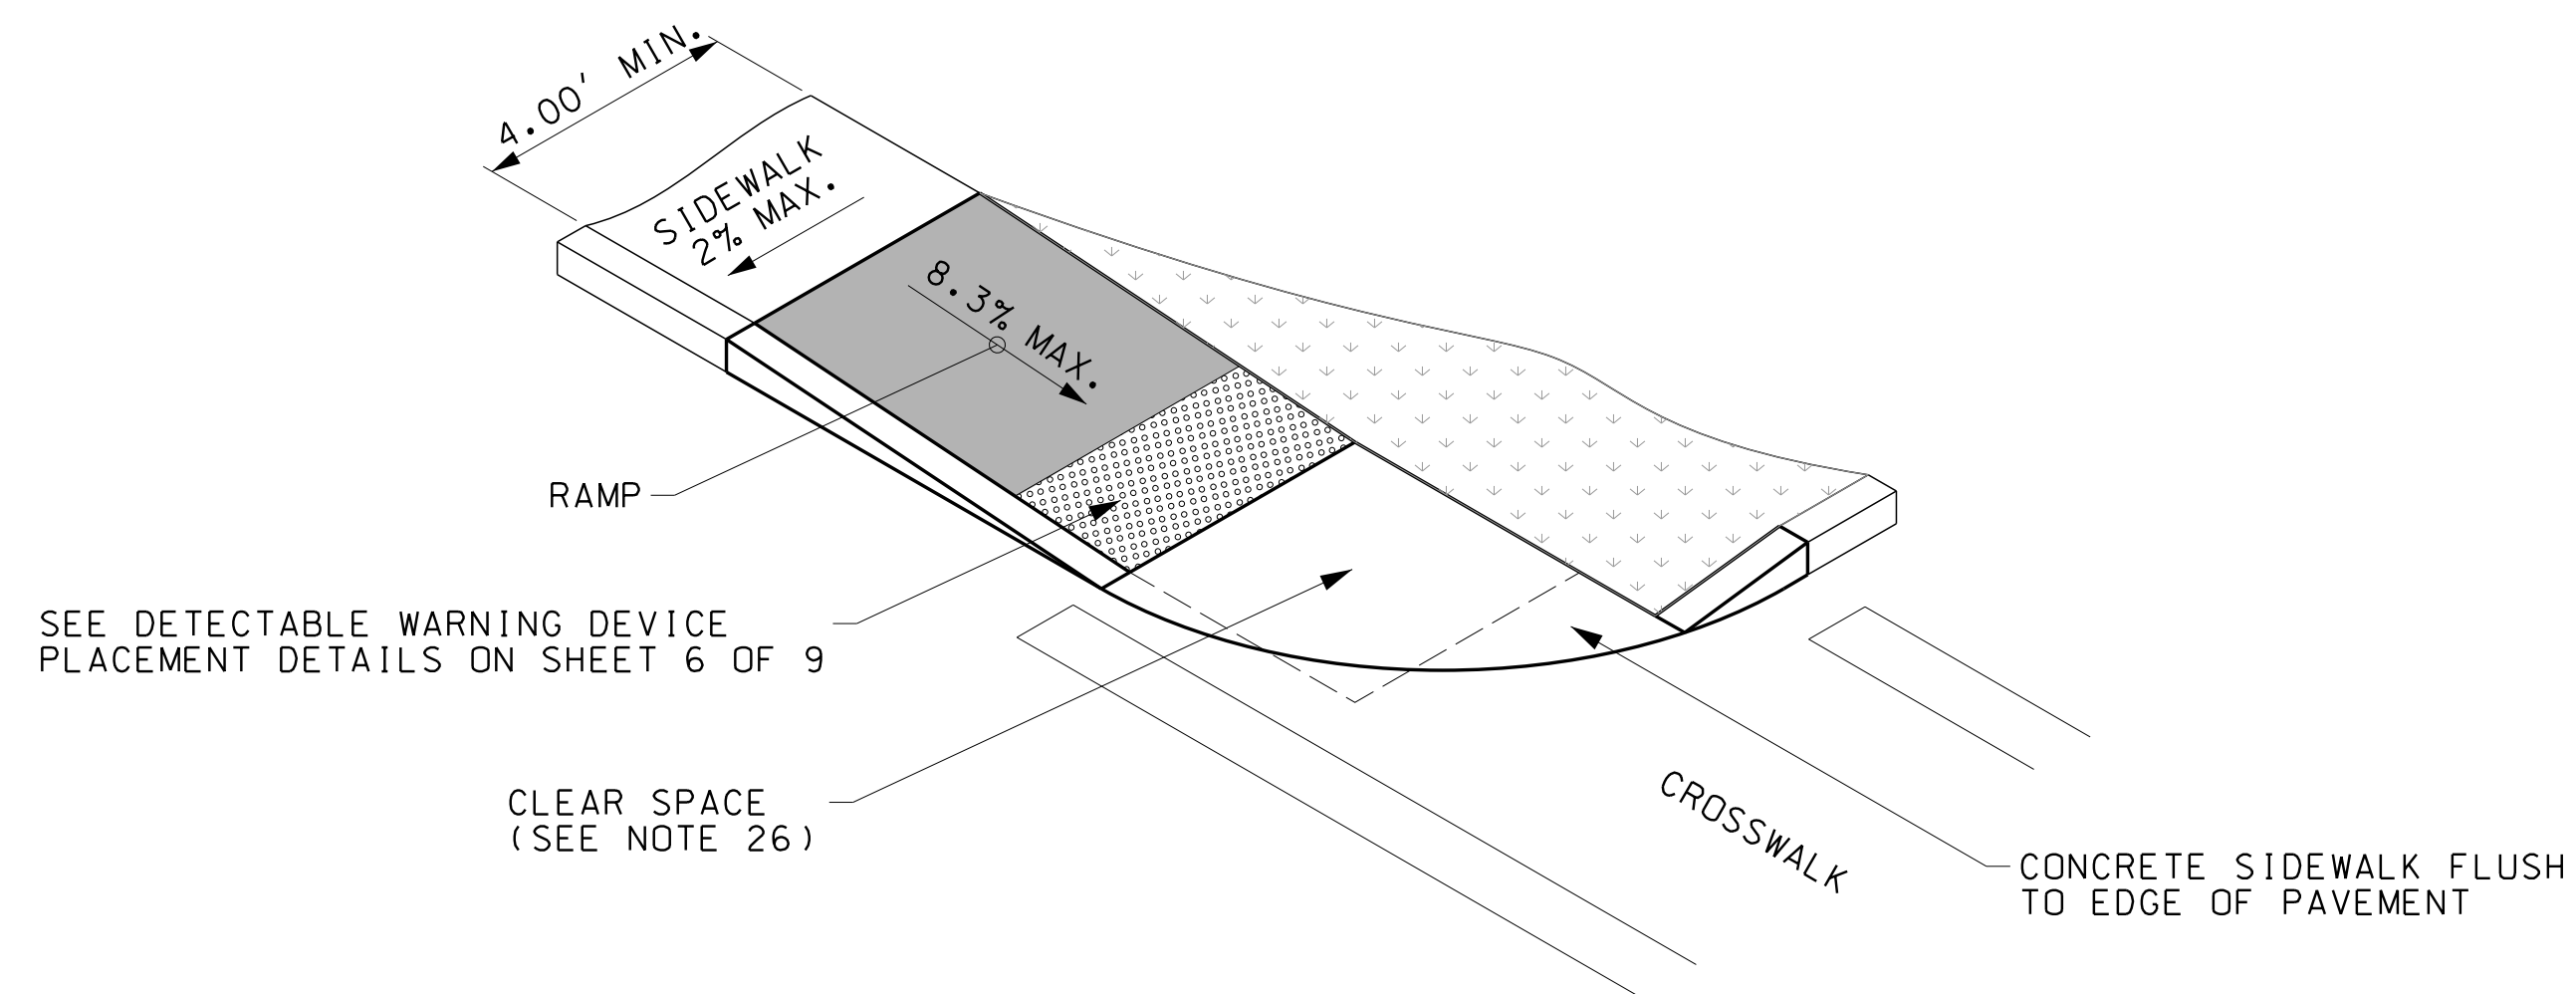 4.00' MIN.
SIDEWALK
2% MAX.
8.3% MAX.
RAMP
SEE DETECTABLE WARNING DEVICE
PLACEMENT DETAILS ON SHEET 6 OF 9
CLEAR SPACE
(SEE NOTE 26)
CROSSWALK
CONCRETE SIDEWALK FLUSH
TO EDGE OF PAVEMENT